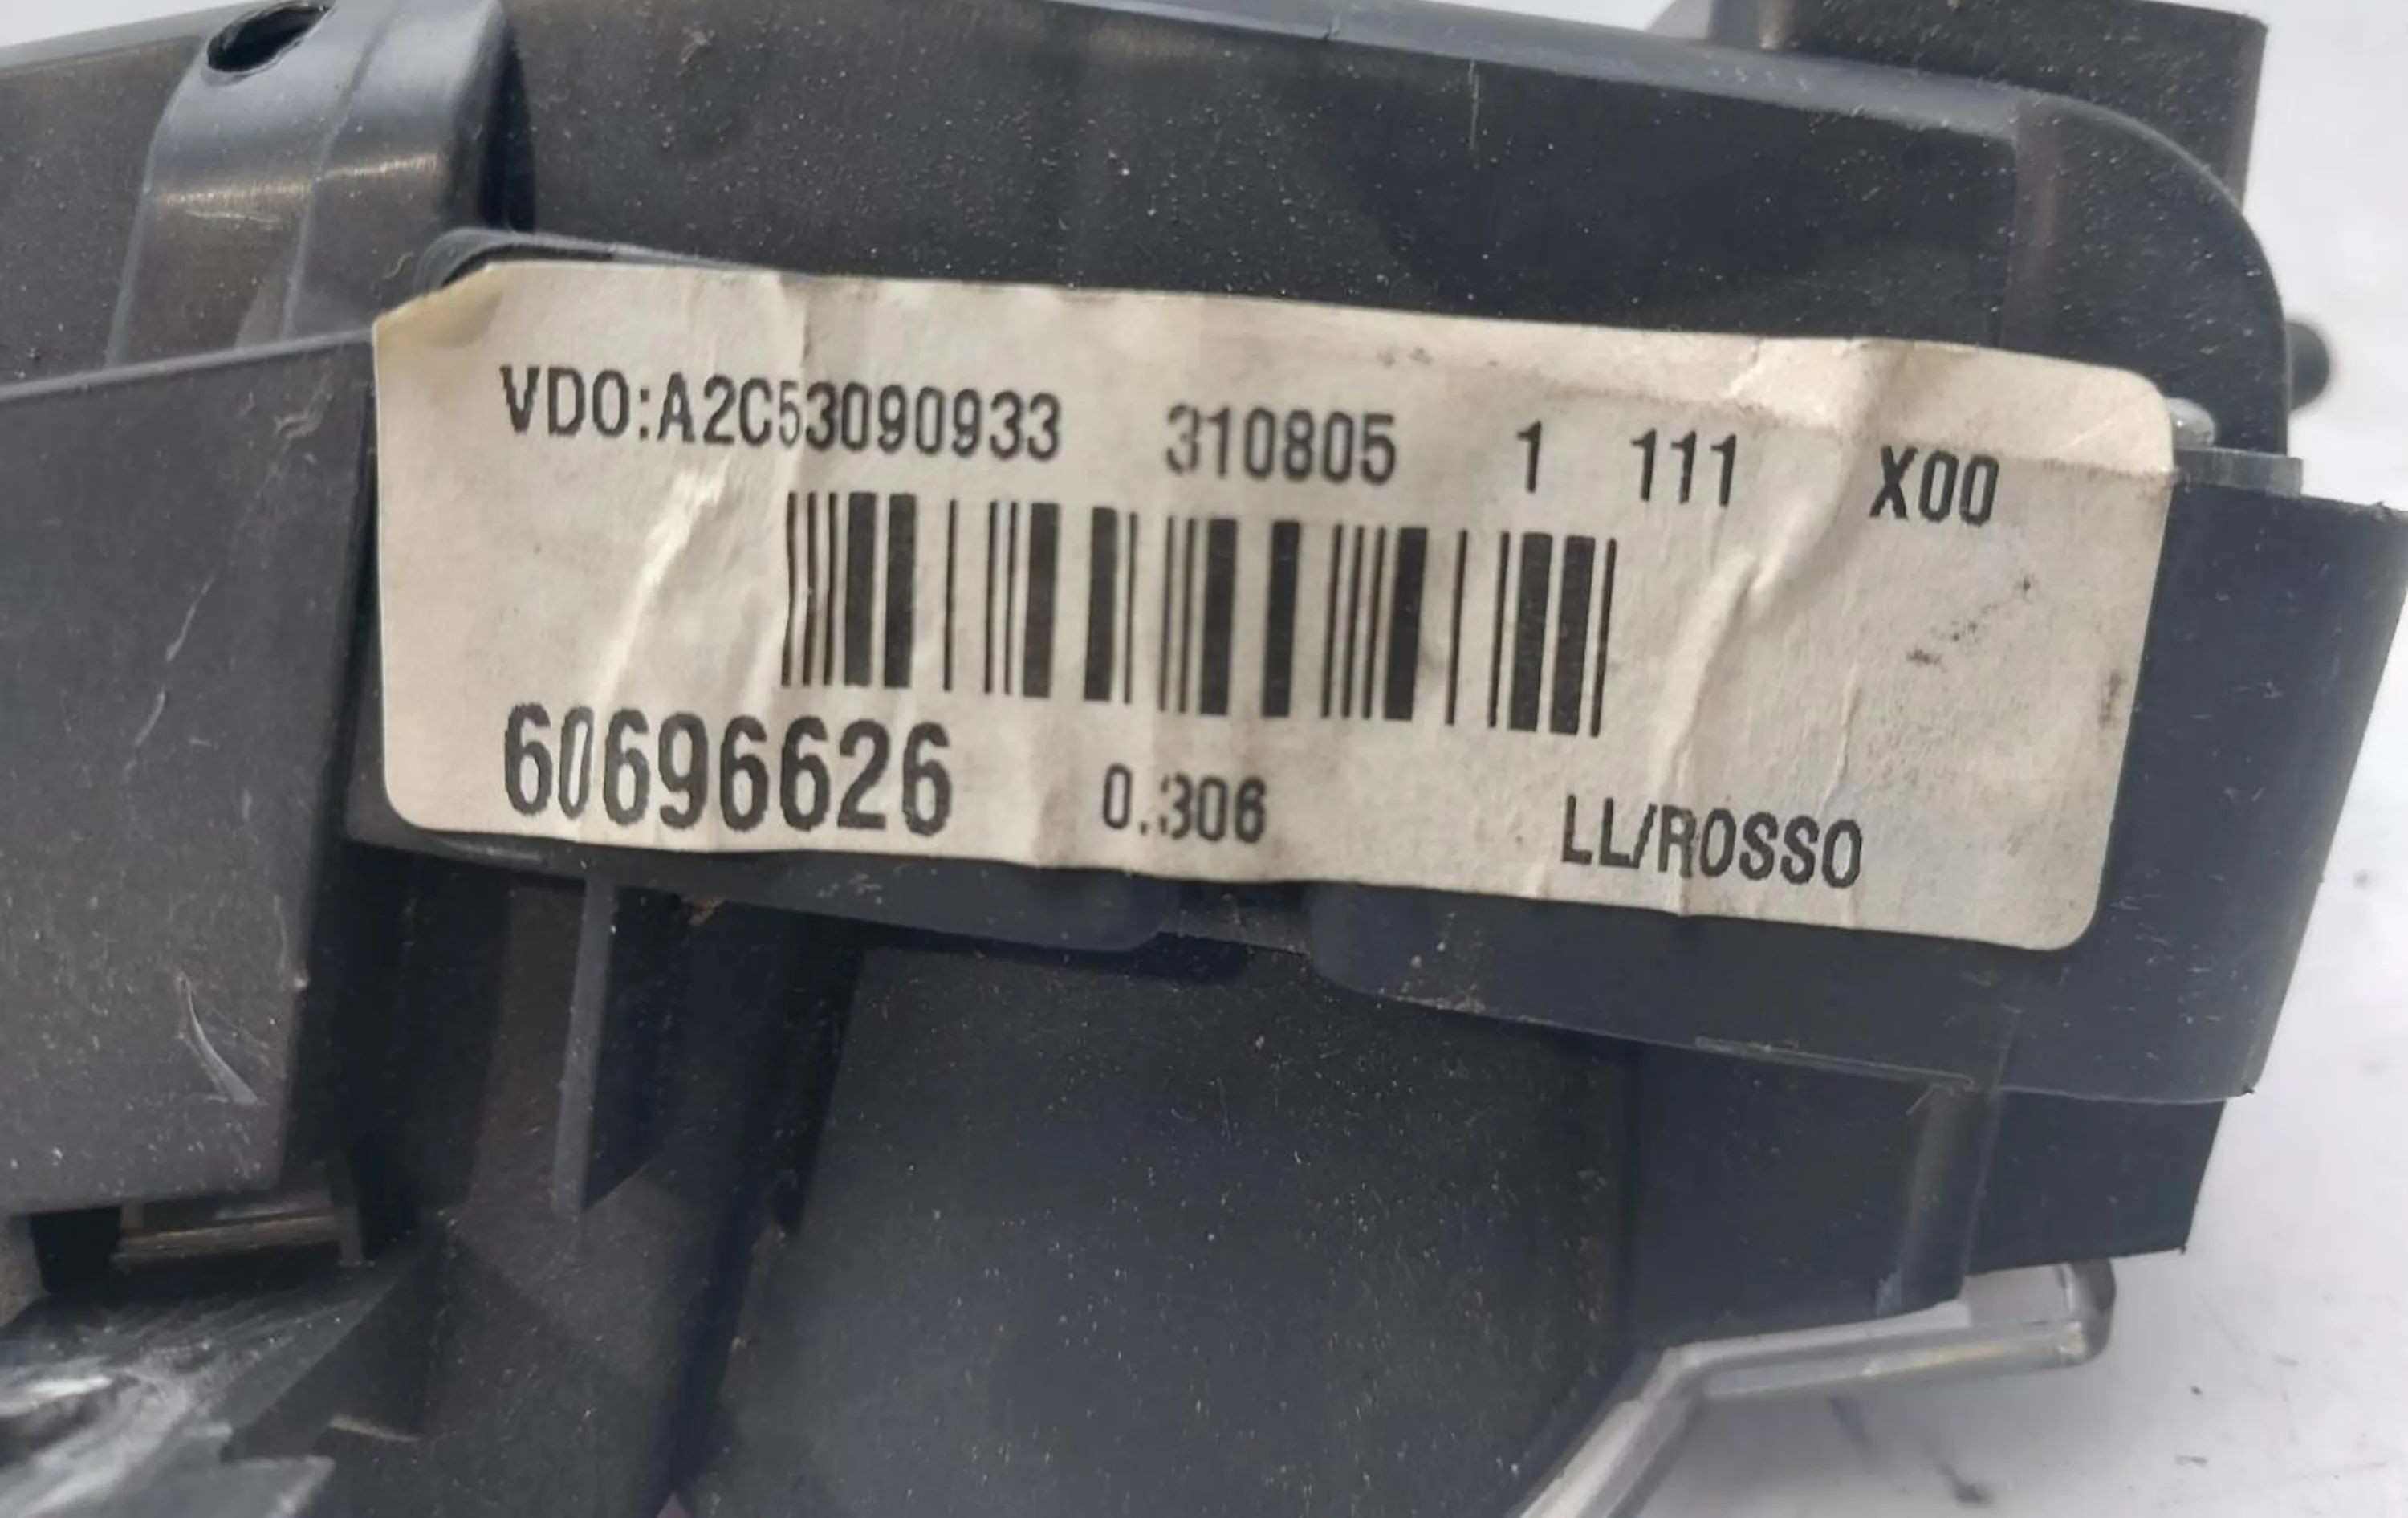 VDO:A2C53090933 310805 1 111 X00
60696626 0.306 LL/ROSSO